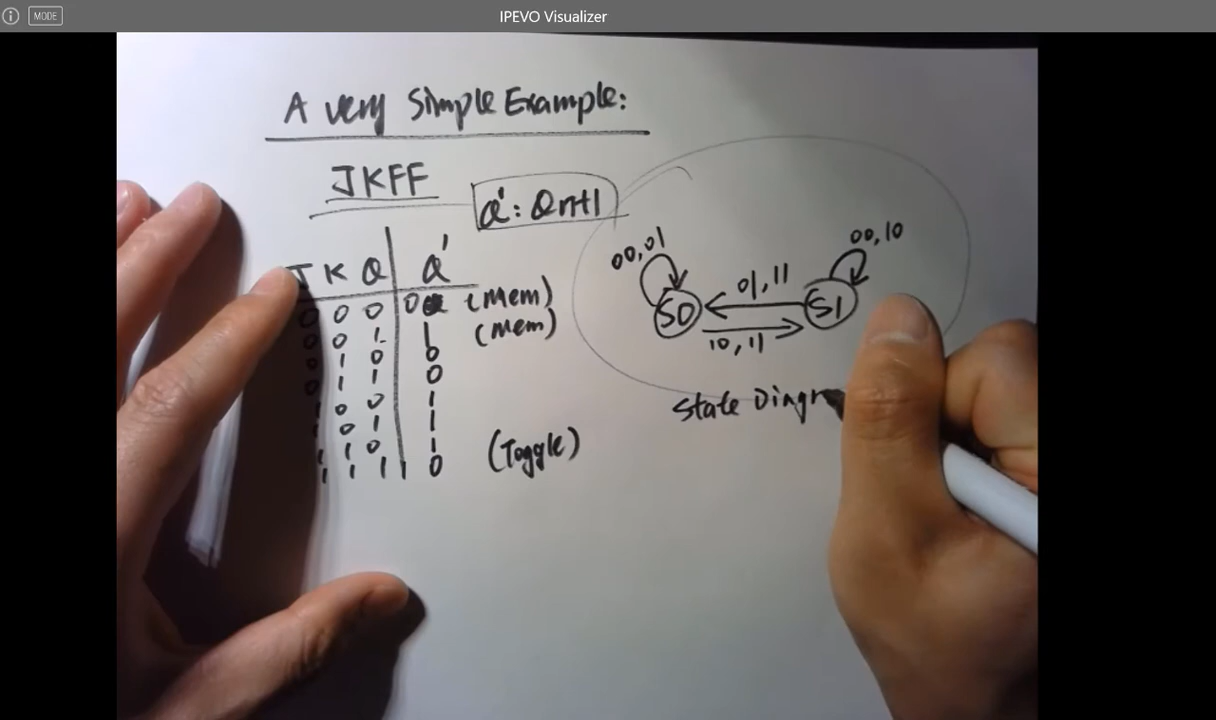 MODE
IPEVO Visualizer
A very Simple Example:
JKFF
Q': Qn+1
J K Q Q'
0 0 0 0 (Mem)
0 0 1 1 (Mem)
0 1 0 0
0 1 1 0
1 0 0 1
1 0 1 1
1 1 0 1 (Toggle)
1 1 1 0
00,01
00,10
01,11
S0
S1
10,11
State Diagr